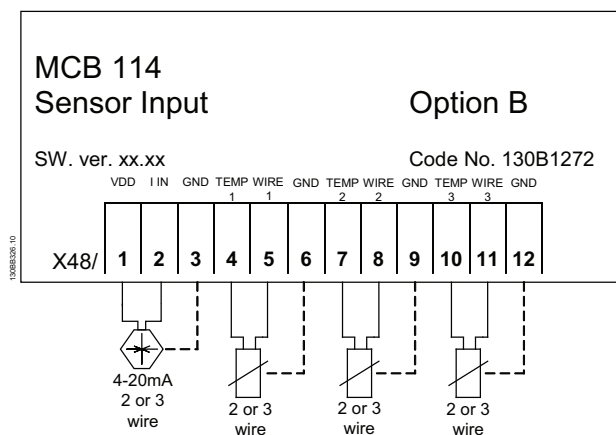 MCB 114
Sensor Input
Option B
SW. ver. xx.xx
Code No. 130B1272
VDD I IN GND TEMP 1 WIRE 1 GND TEMP 2 WIRE 2 GND TEMP 3 WIRE 3 GND
X48/ 1 2 3 4 5 6 7 8 9 10 11 12
130BB326.10
4-20mA
2 or 3
wire
2 or 3
wire
2 or 3
wire
2 or 3
wire